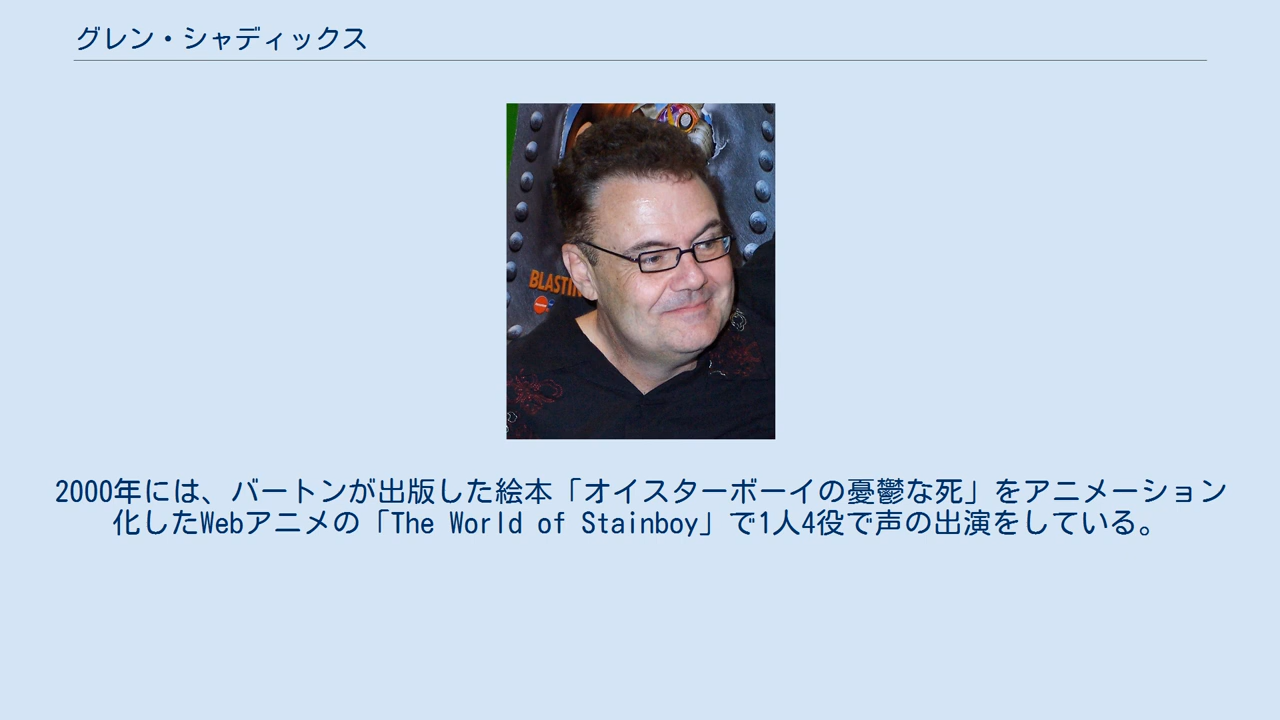 グレン・シャディックス
BLASTIN
2000年には、バートンが出版した絵本「オイスターボーイの憂鬱な死」をアニメーション
化したWebアニメの「The World of Stainboy」で1人4役で声の出演をしている。